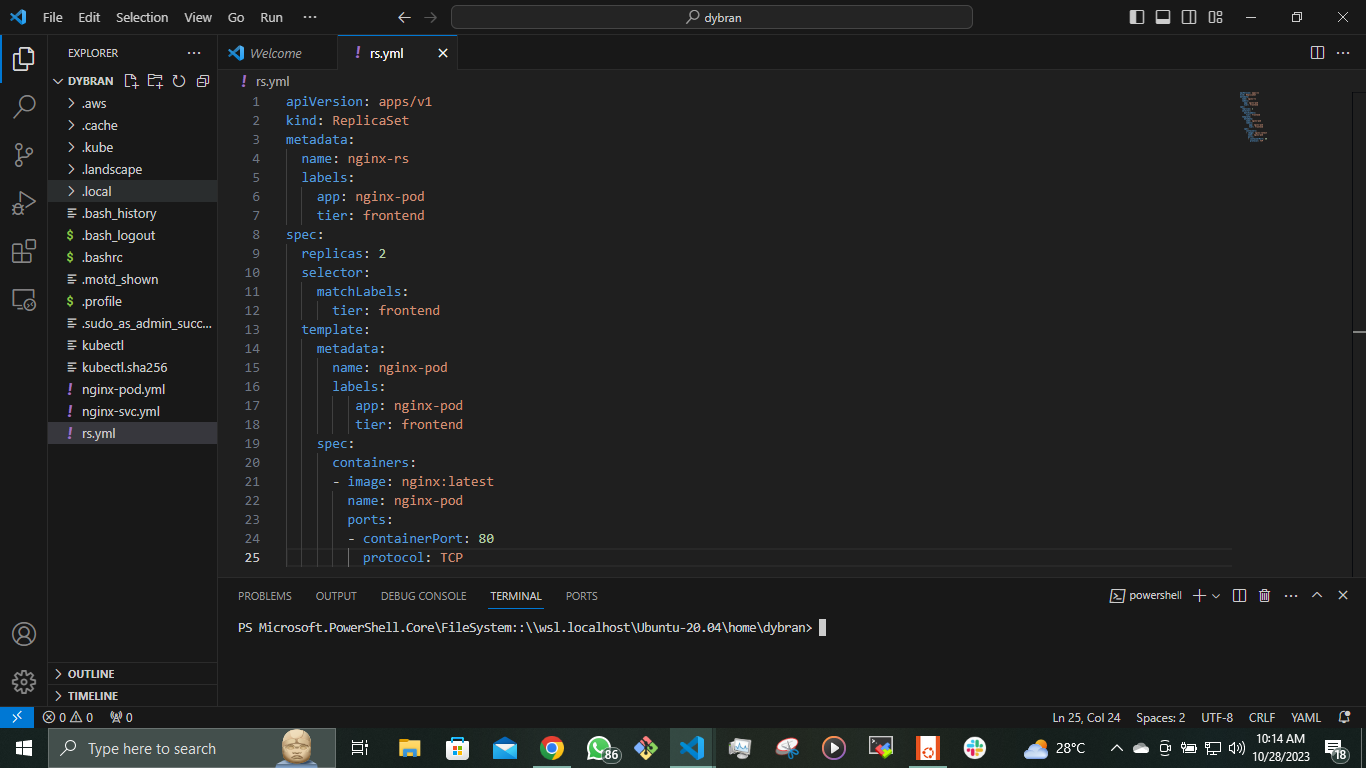 File Edit Selection View Go Run ···
dybran
EXPLORER ···
Welcome
! rs.yml
DYBRAN
! rs.yml
.aws
.cache
.kube
.landscape
.local
.bash_history
$ .bash_logout
$ .bashrc
.motd_shown
$ .profile
.sudo_as_admin_succ...
kubectl
kubectl.sha256
! nginx-pod.yml
! nginx-svc.yml
! rs.yml
OUTLINE
TIMELINE
1 apiVersion: apps/v1
2 kind: ReplicaSet
3 metadata:
4 name: nginx-rs
5 labels:
6 app: nginx-pod
7 tier: frontend
8 spec:
9 replicas: 2
10 selector:
11 matchLabels:
12 tier: frontend
13 template:
14 metadata:
15 name: nginx-pod
16 labels:
17 app: nginx-pod
18 tier: frontend
19 spec:
20 containers:
21 - image: nginx:latest
22 name: nginx-pod
23 ports:
24 - containerPort: 80
25 protocol: TCP
PROBLEMS OUTPUT DEBUG CONSOLE TERMINAL PORTS
powershell
PS Microsoft.PowerShell.Core\FileSystem::\\wsl.localhost\Ubuntu-20.04\home\dybran>
0 0 0
Ln 25, Col 24 Spaces: 2 UTF-8 CRLF YAML
Type here to search
86
28°C
10:14 AM
10/28/2023
18